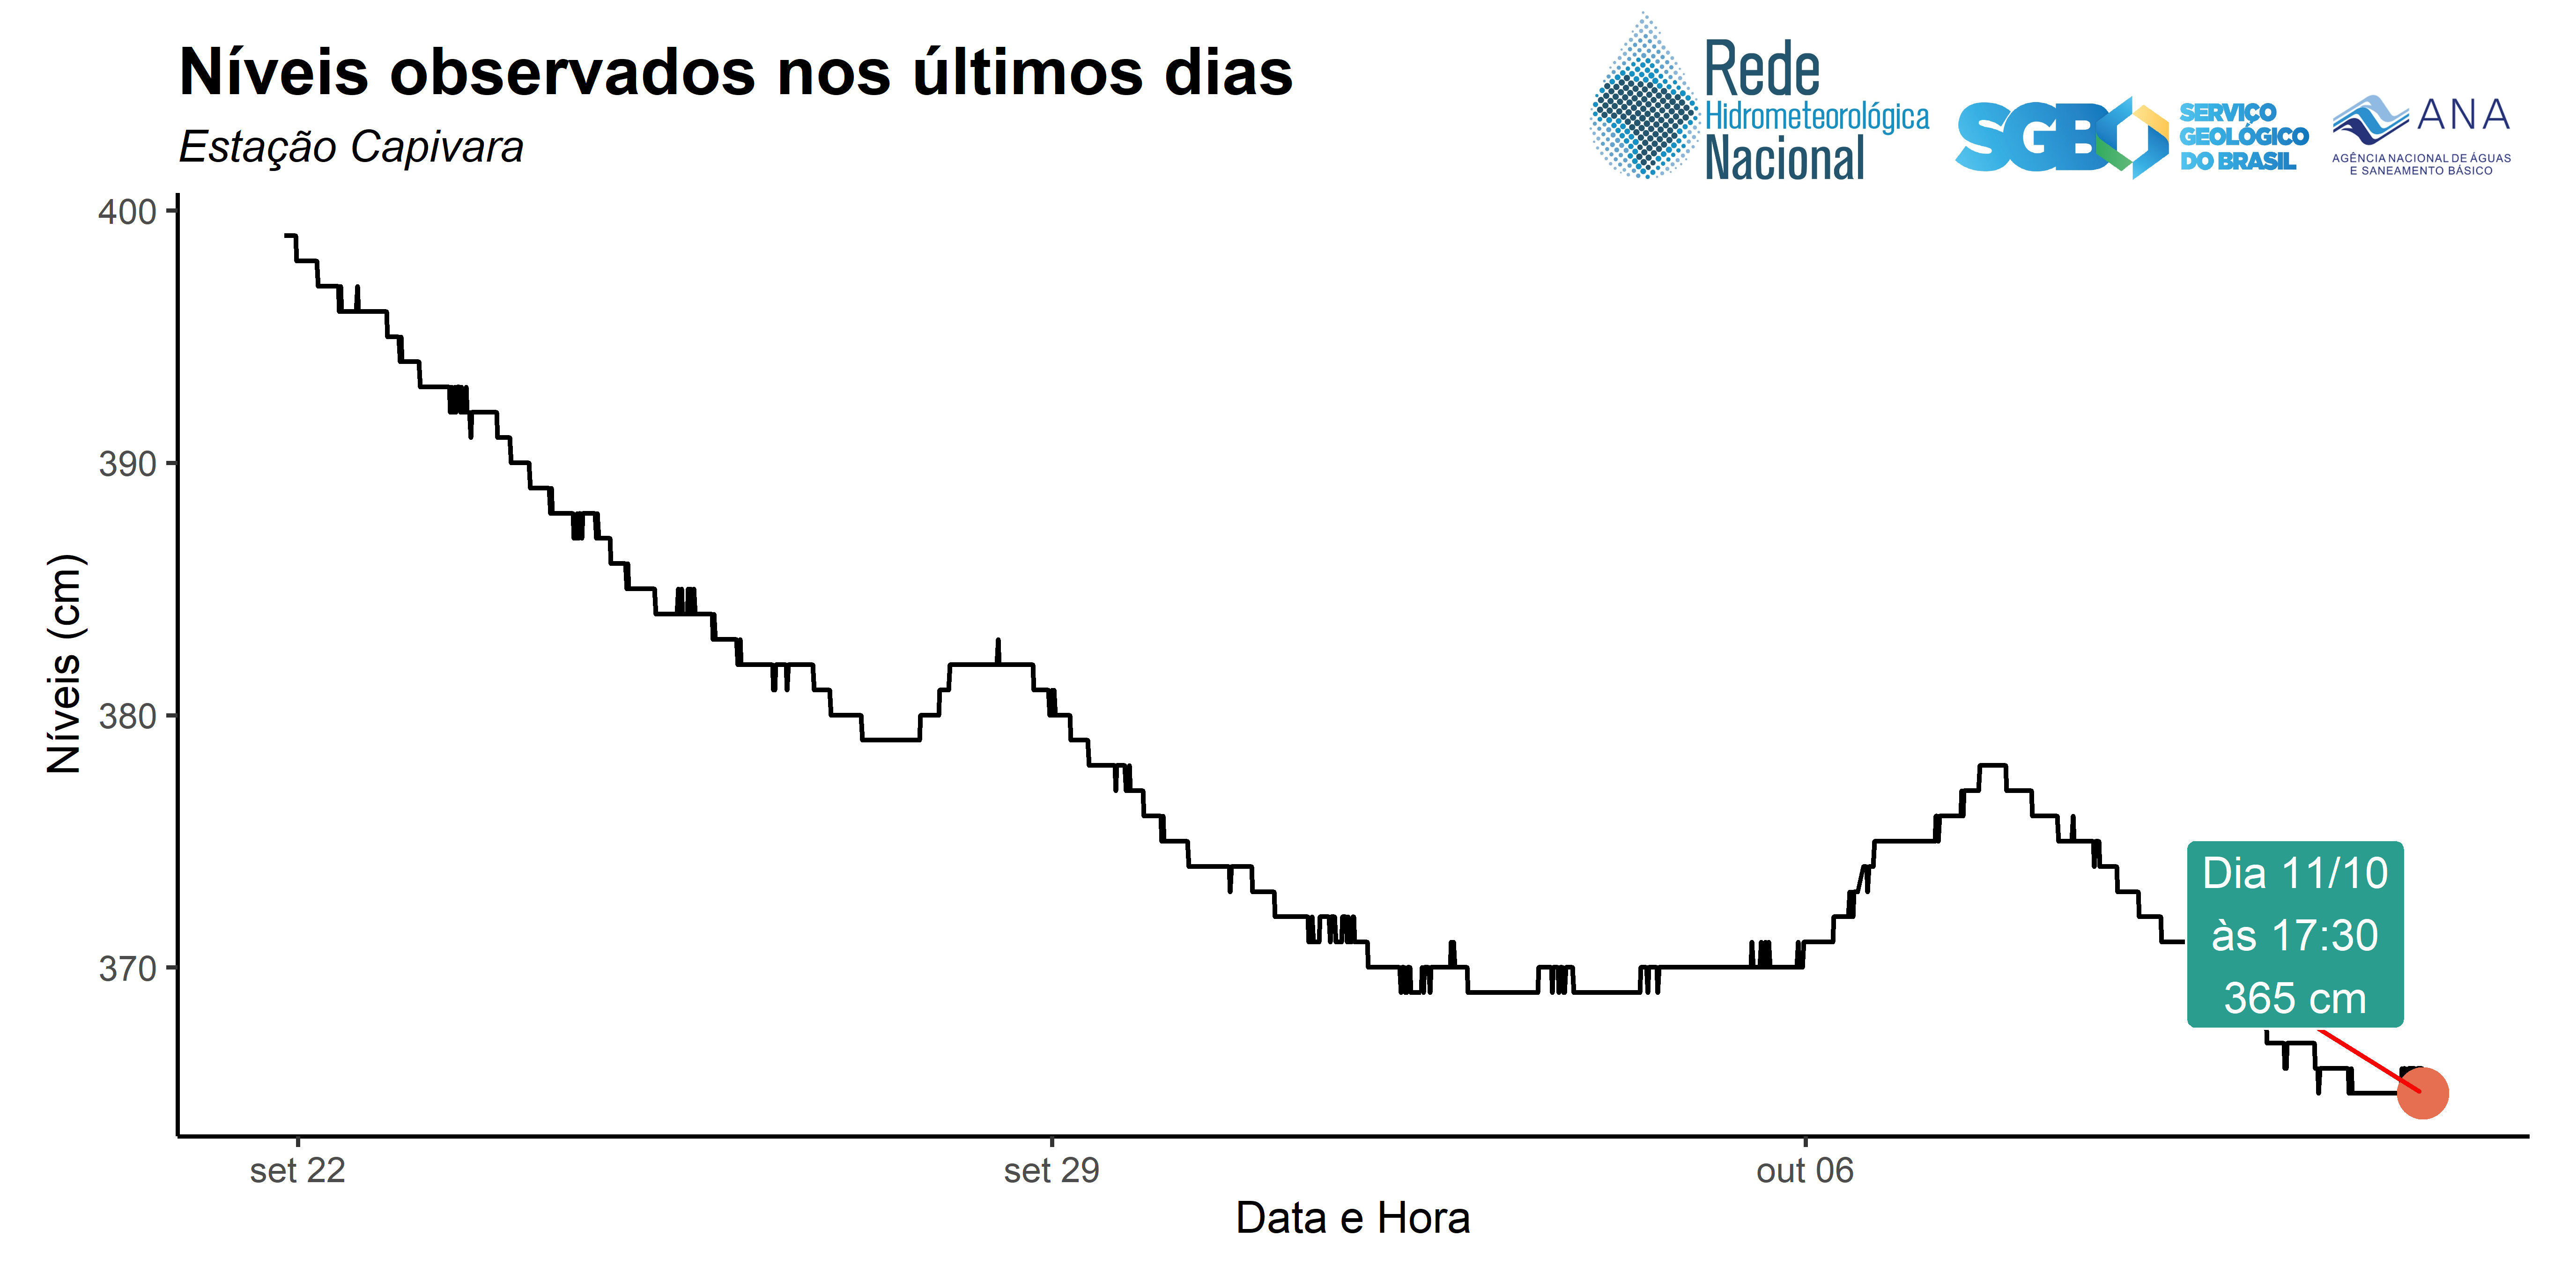 Níveis observados nos últimos dias
Estação Capivara
Rede
Hidrometeorológica
Nacional
SGB
SERVIÇO
GEOLÓGICO
DO BRASIL
ANA
AGÊNCIA NACIONAL DE ÁGUAS
E SANEAMENTO BÁSICO
Níveis (cm)
400
390
380
370
Dia 11/10
às 17:30
365 cm
set 22
set 29
out 06
Data e Hora